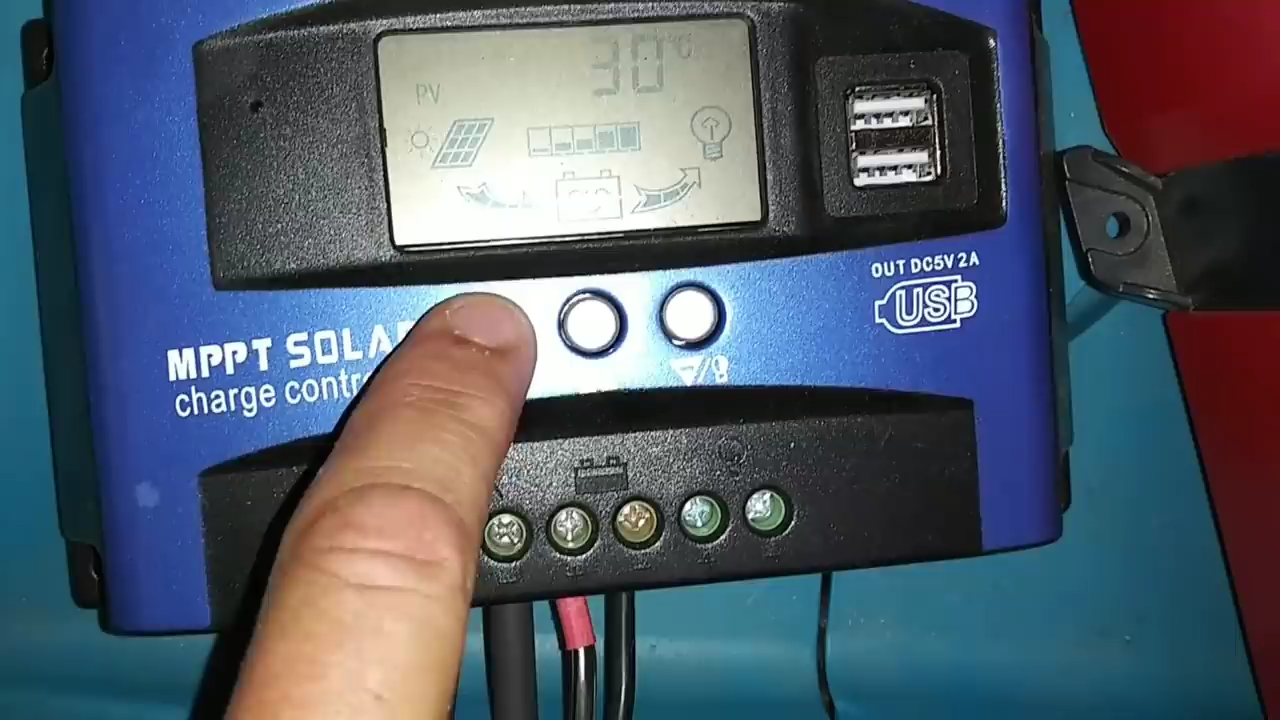 30°C
PV
OUT DC5V 2A
USB
MPPT SOLA
charge contr